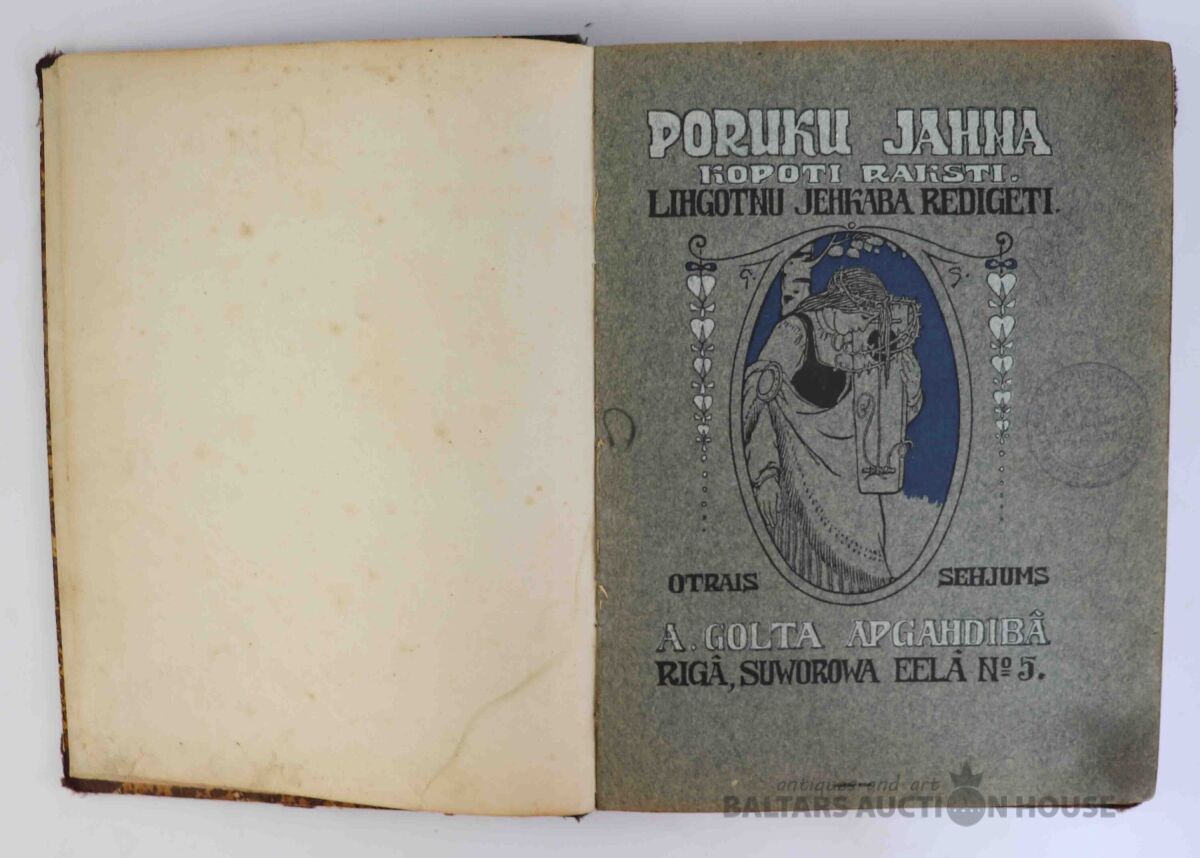 PORUKU JAHNA
KOPOTI RAKSTI.
LIHGOTNU JEHKABA REDIGETI.
G. S.
OTRAIS SEHJUMS
A. GOLTA APGAHDIBÂ
RIGÂ, SUWOROWA EELÂ Nº 5.
antiques and art
BALTARS AUCTION HOUSE